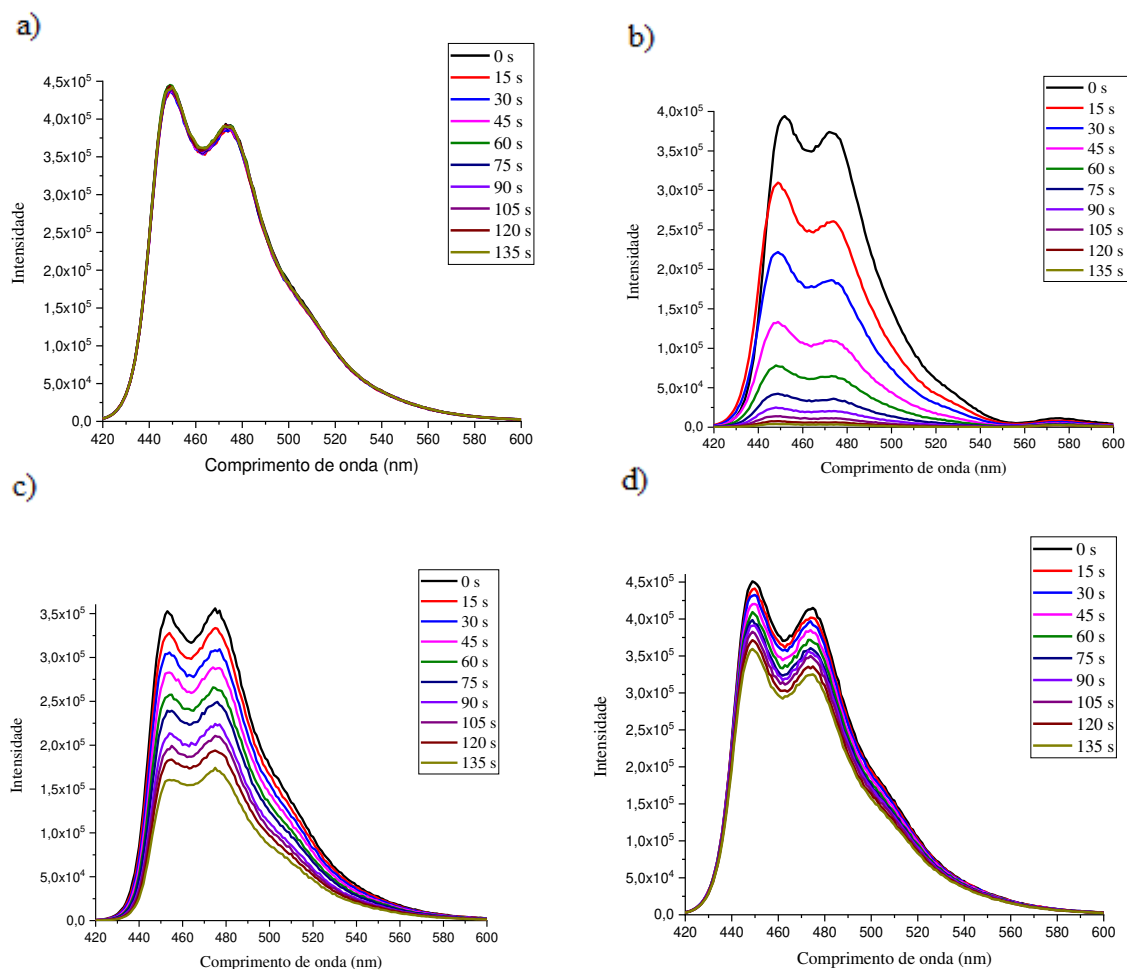 a)
0 s
15 s
30 s
45 s
60 s
75 s
90 s
105 s
120 s
135 s
4,5x10⁵
4,0x10⁵
3,5x10⁵
3,0x10⁵
2,5x10⁵
2,0x10⁵
1,5x10⁵
1,0x10⁵
5,0x10⁴
0,0
Intensidade
420 440 460 480 500 520 540 560 580 600
Comprimento de onda (nm)
b)
0 s
15 s
30 s
45 s
60 s
75 s
90 s
105 s
120 s
135 s
4,0x10⁵
3,5x10⁵
3,0x10⁵
2,5x10⁵
2,0x10⁵
1,5x10⁵
1,0x10⁵
5,0x10⁴
0,0
Intensidade
420 440 460 480 500 520 540 560 580 600
Comprimento de onda (nm)
c)
0 s
15 s
30 s
45 s
60 s
75 s
90 s
105 s
120 s
135 s
3,5x10⁵
3,0x10⁵
2,5x10⁵
2,0x10⁵
1,5x10⁵
1,0x10⁵
5,0x10⁴
0,0
Intensidade
420 440 460 480 500 520 540 560 580 600
Comprimento de onda (nm)
d)
0 s
15 s
30 s
45 s
60 s
75 s
90 s
105 s
120 s
135 s
4,5x10⁵
4,0x10⁵
3,5x10⁵
3,0x10⁵
2,5x10⁵
2,0x10⁵
1,5x10⁵
1,0x10⁵
5,0x10⁴
0,0
Intensidade
420 440 460 480 500 520 540 560 580 600
Comprimento de onda (nm)